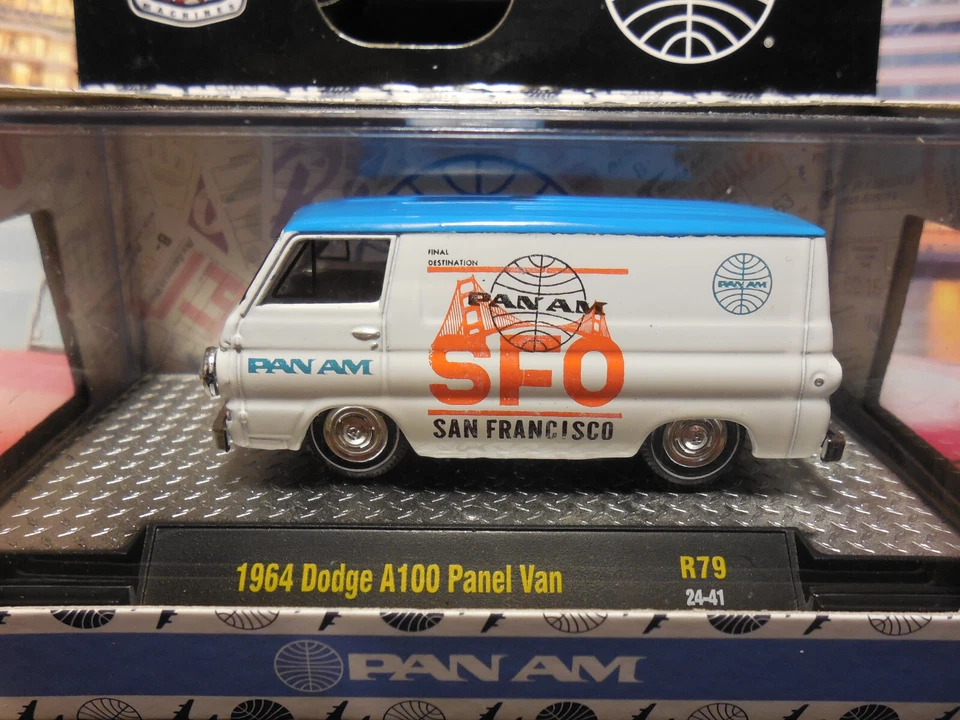 MACHINES
FINAL
DESTINATION
PAN AM
PAN AM
SFO
PAN AM
SAN FRANCISCO
1964 Dodge A100 Panel Van
R79
24-41
PAN AM